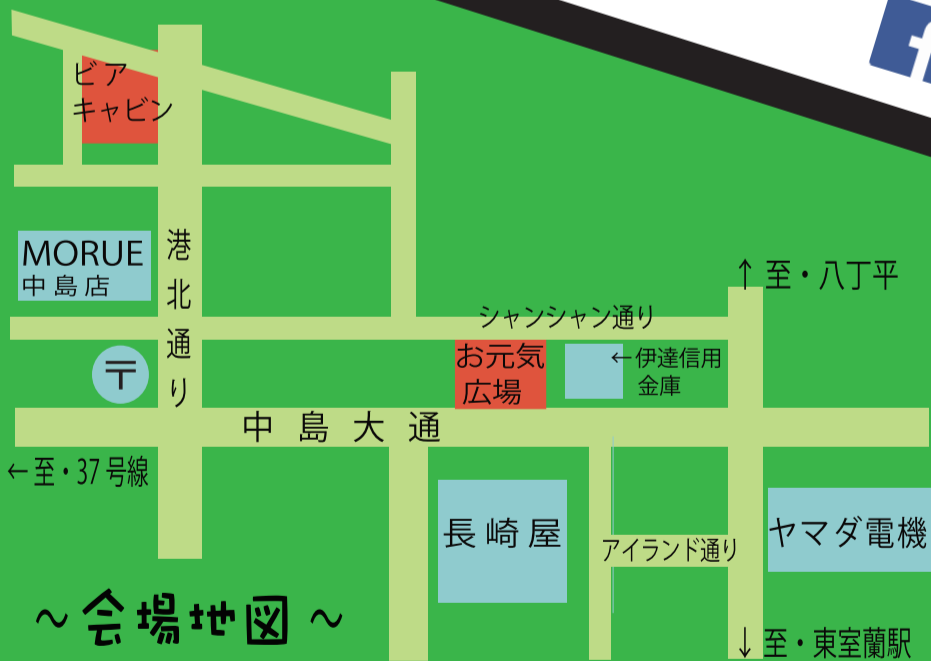 ビア
キャビン
MORUE
中島店
港北通り
↑ 至・八丁平
シャンシャン通り
お元気
広場
←伊達信用
金庫
〒
中島大通
←至・37号線
長崎屋
アイランド通り
ヤマダ電機
～会場地図～
↓至・東室蘭駅
f